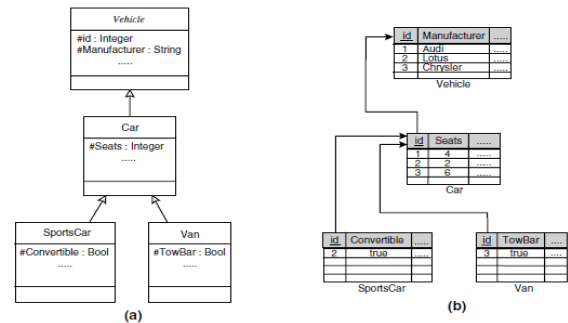 Vehicle
#id : Integer
#Manufacturer : String
.....
Car
#Seats : Integer
.....
SportsCar
#Convertible : Bool
.....
Van
#TowBar : Bool
.....
(a)
id Manufacturer .....
1 Audi .....
2 Lotus .....
3 Chrysler .....
Vehicle
id Seats .....
1 4 .....
2 2 .....
3 6 .....
Car
id Convertible .....
2 true .....
SportsCar
id TowBar ....
3 true ....
Van
(b)